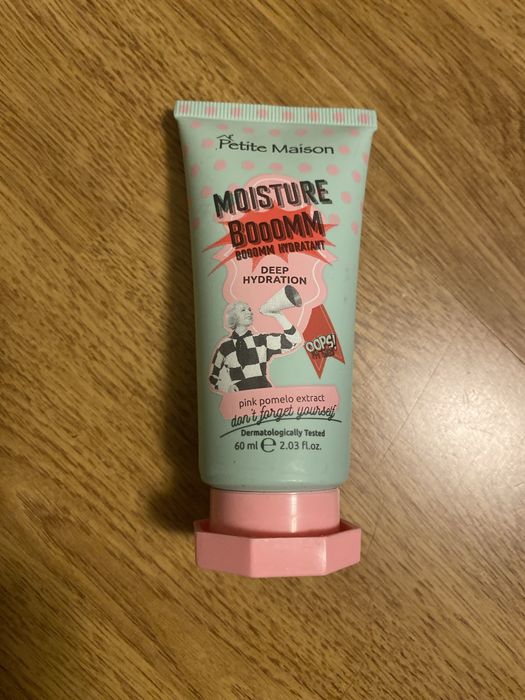 Petite Maison
MOISTURE
BOOOMM
BOOOMM HYDRATANT
DEEP
HYDRATION
OOPS!
pink pomelo extract
don't forget yourself
Dermatologically Tested
60 ml ℮ 2.03 fl.oz.